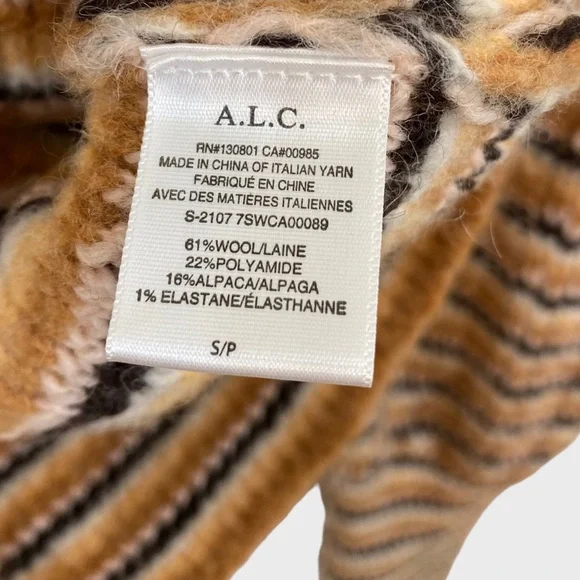 A.L.C.
RN#130801 CA#00985
MADE IN CHINA OF ITALIAN YARN
FABRIQUÉ EN CHINE
AVEC DES MATIÈRES ITALIENNES
S-2107 7SWCA00089
61%WOOL/LAINE
22%POLYAMIDE
16%ALPACA/ALPAGA
1% ELASTANE/ÉLASTHANNE
S/P